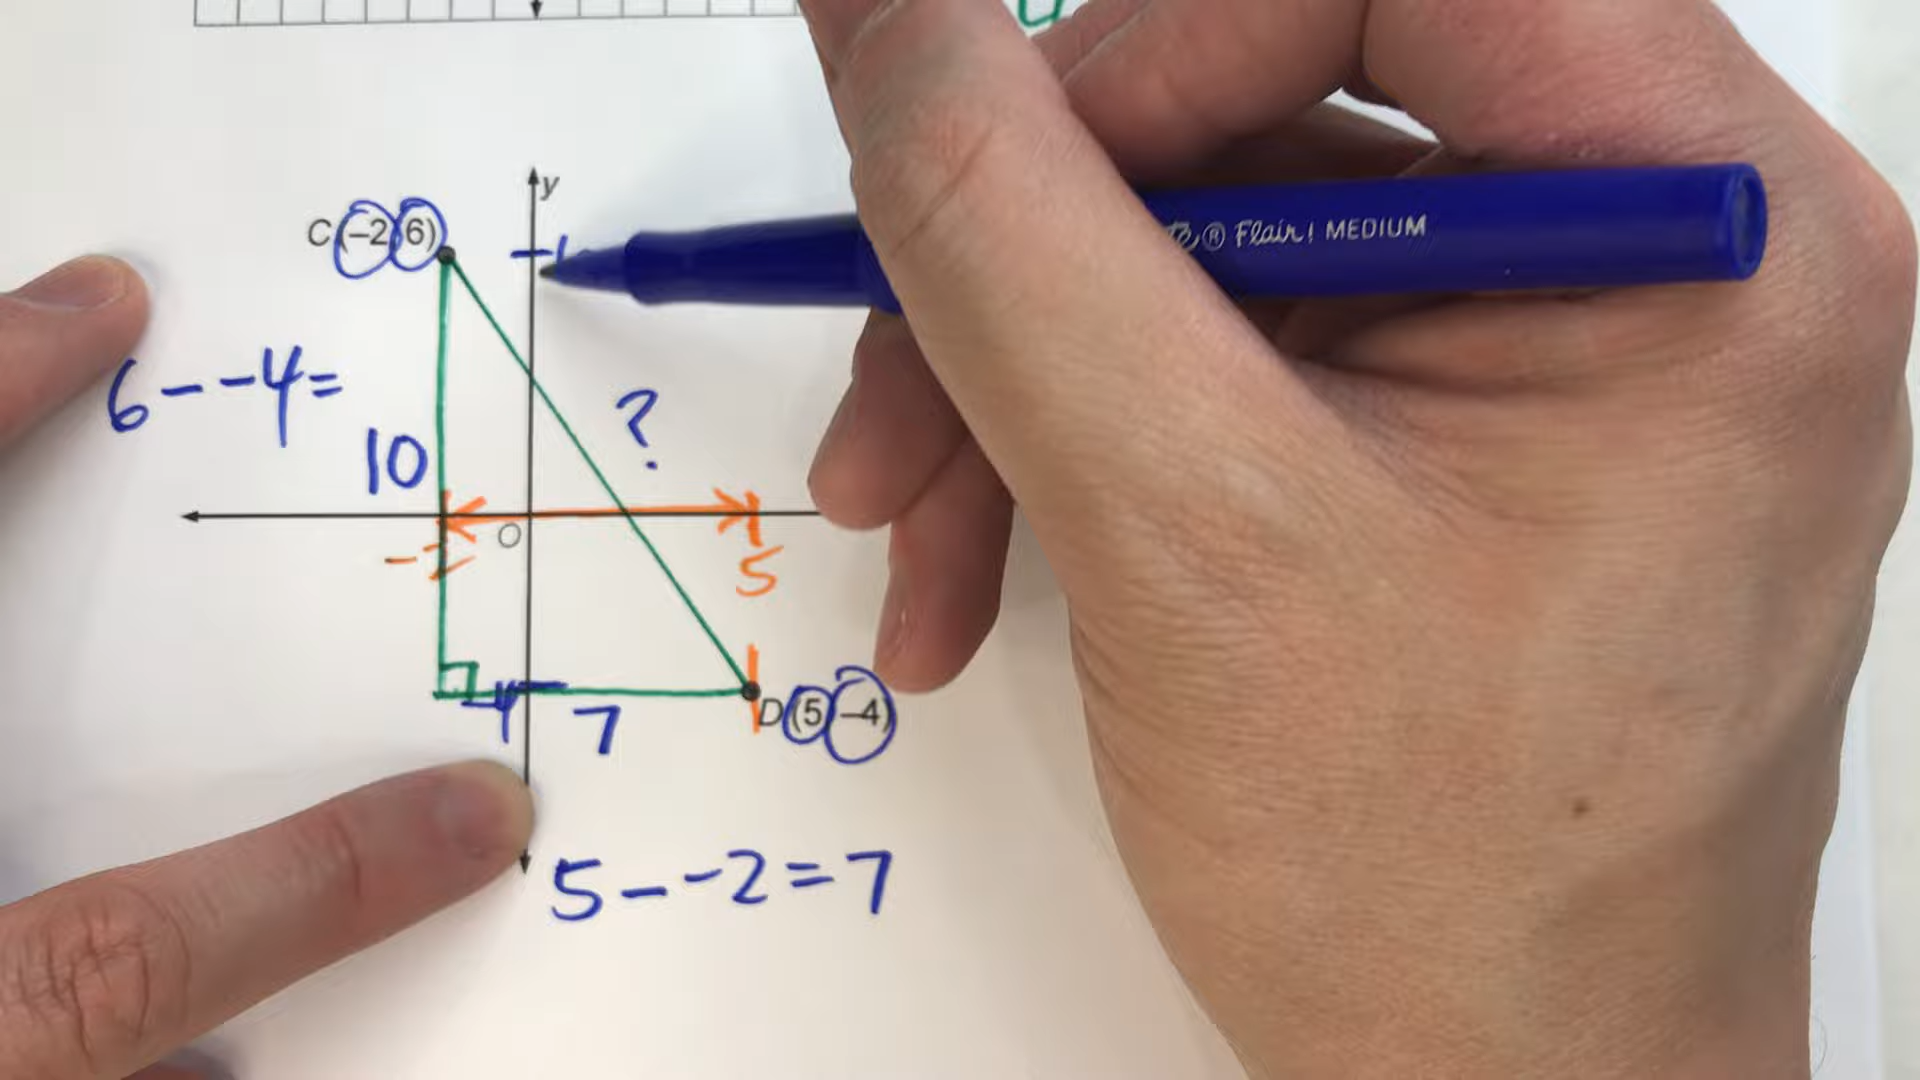 y
C(-2,6)
® Flair! MEDIUM
6--4=
?
10
O
-2
5
-4
7
D(5,-4)
5--2=7